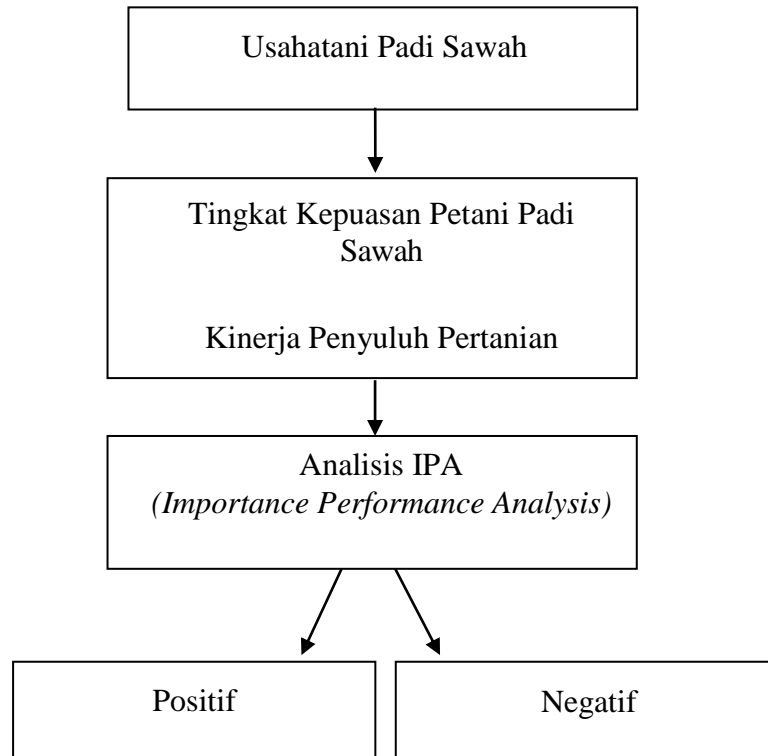 Usahatani Padi Sawah
Tingkat Kepuasan Petani Padi
Sawah
Kinerja Penyuluh Pertanian
Analisis IPA
(Importance Performance Analysis)
Positif
Negatif